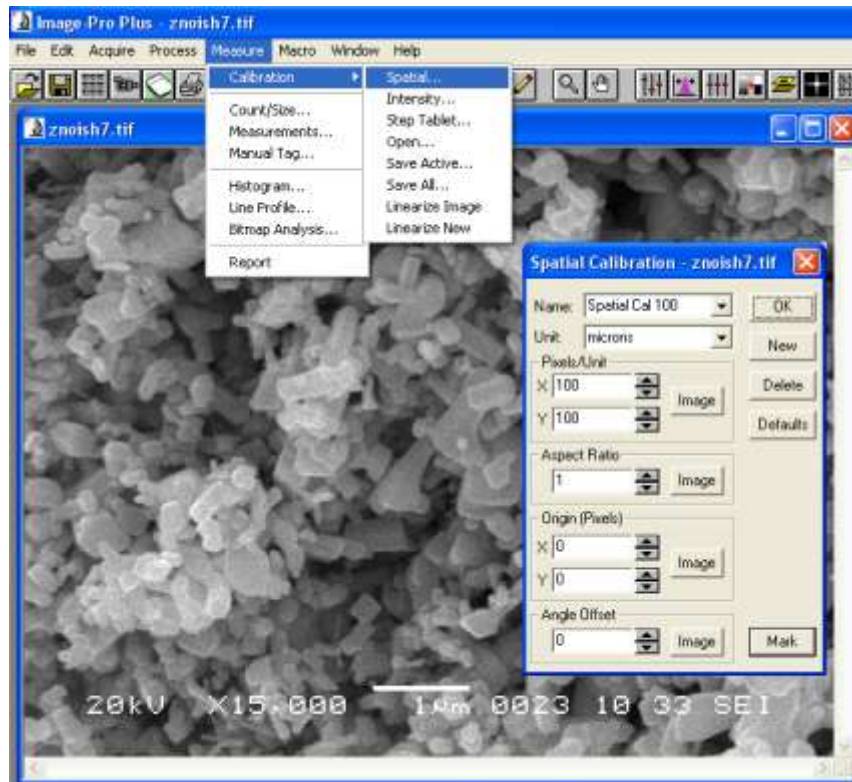 Image-Pro Plus - znoish7.tif
File Edit Acquire Process Measure Macro Window Help
znoish7.tif
Calibration
Count/Size...
Measurements...
Manual Tag...
Histogram...
Line Profile...
Bitmap Analysis...
Report
Spatial...
Intensity...
Step Tablet...
Open...
Save Active...
Save All...
Linearize Image
Linearize New
Spatial Calibration - znoish7.tif
Name: Spatial Cal 100 OK
Unit: microns New
Pixels/Unit
X 100 Image Delete
Y 100 Defaults
Aspect Ratio
1 Image
Origin (Pixels)
X 0 Image
Y 0
Angle Offset
0 Image Mark
20kV X15,000 1μm 0023 10 33 SEI